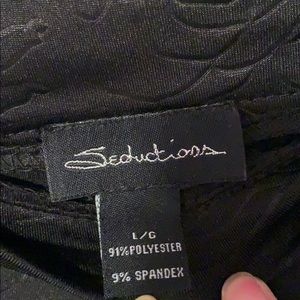 Seductions
L/G
91% POLYESTER
9% SPANDEX